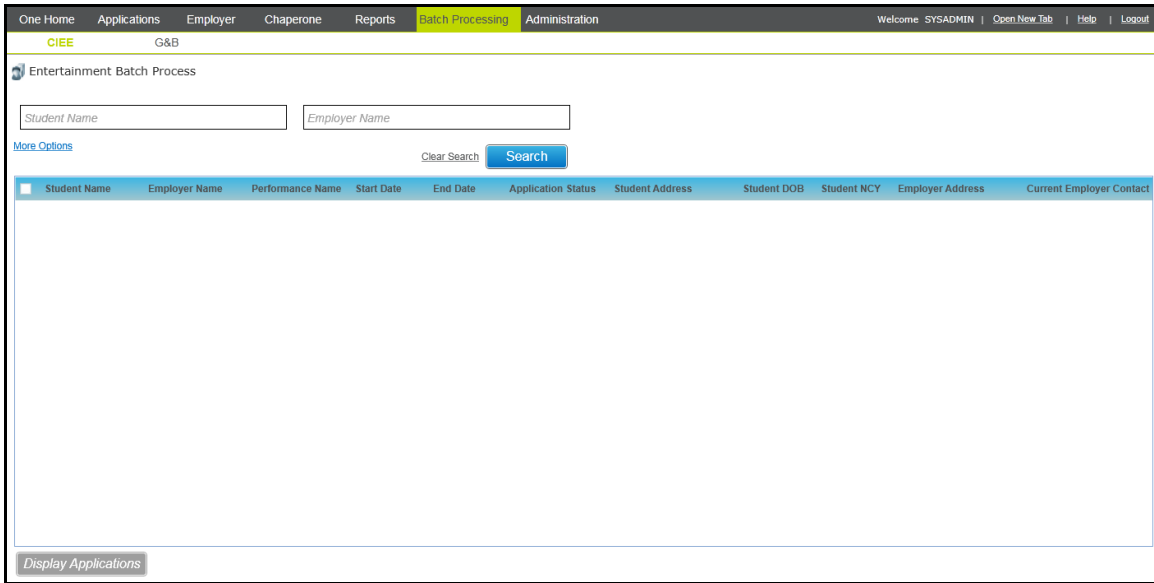 One Home Applications Employer Chaperone Reports Batch Processing Administration Welcome SYSADMIN | Open New Tab | Help | Logout
CIEE G&B
Entertainment Batch Process
Student Name Employer Name
More Options
Clear Search Search
Student Name Employer Name Performance Name Start Date End Date Application Status Student Address Student DOB Student NCY Employer Address Current Employer Contact
Display Applications